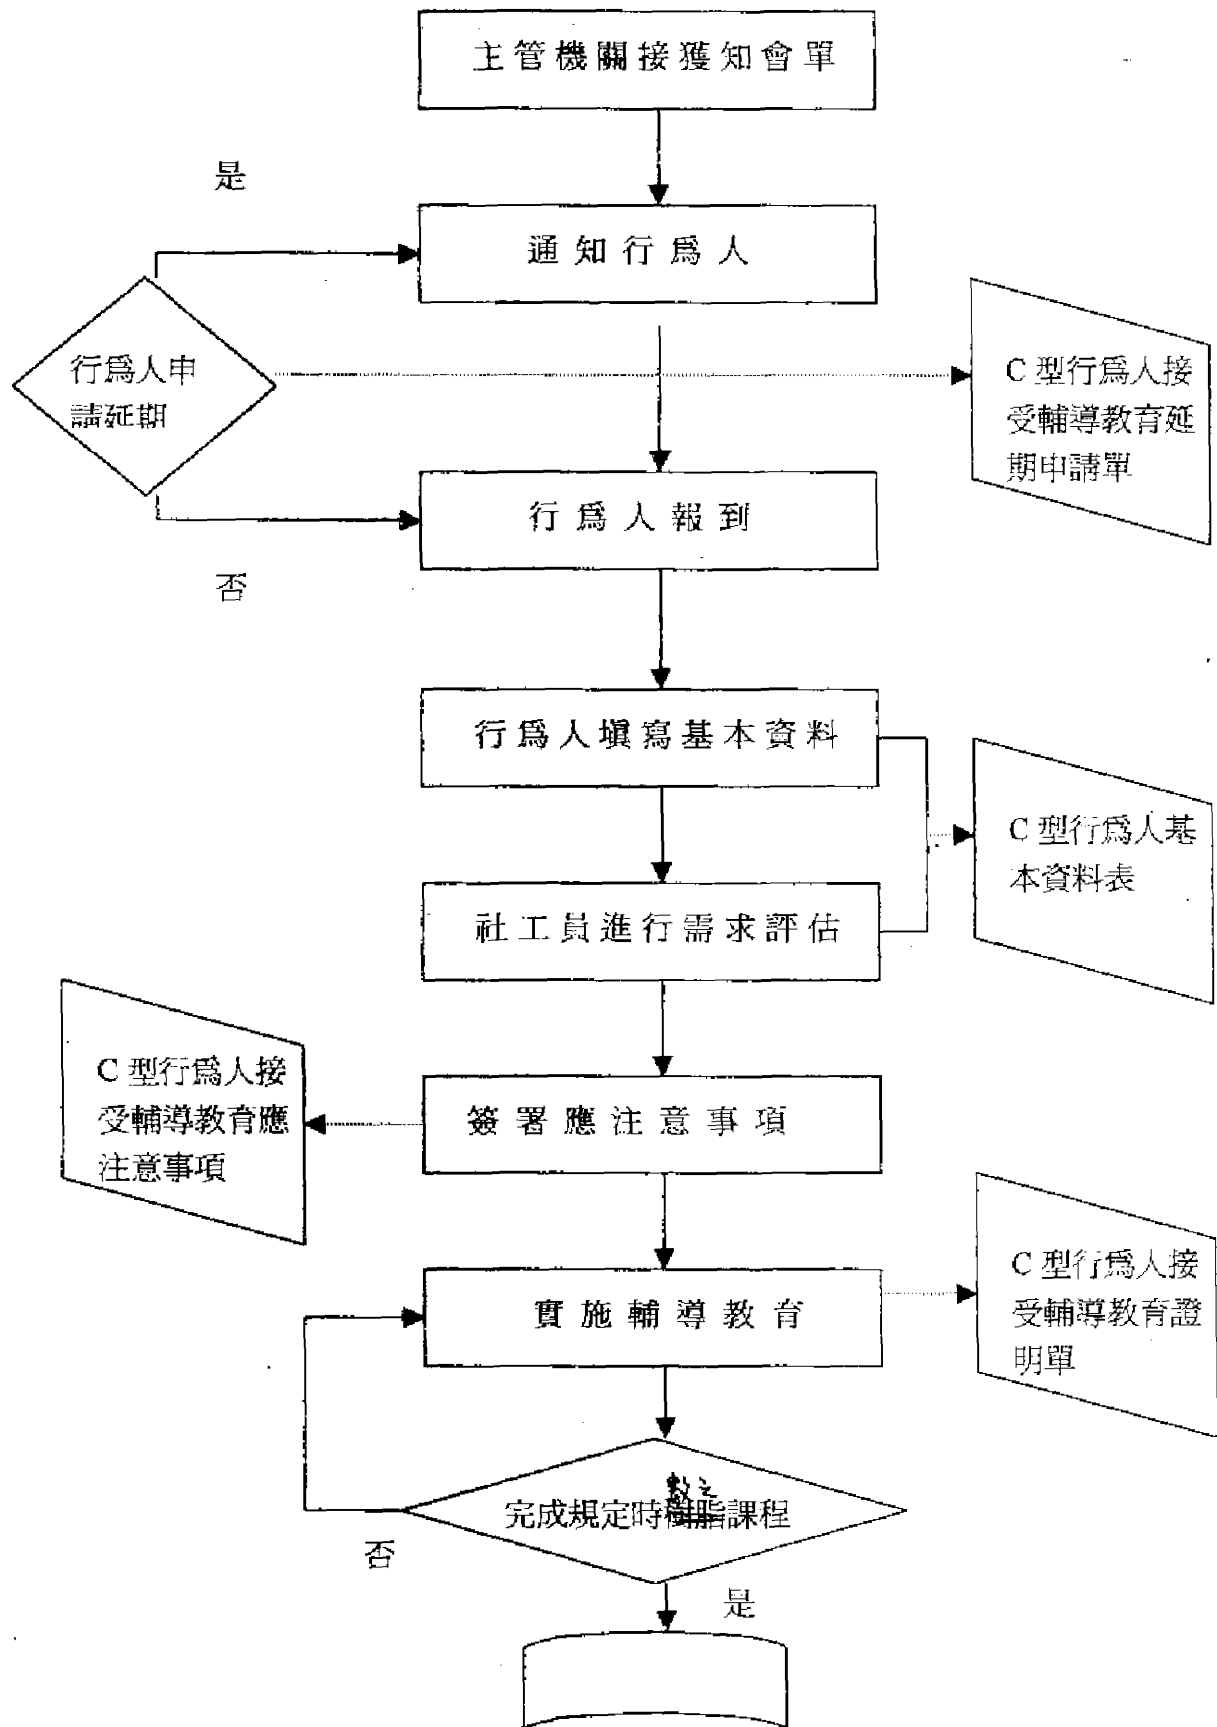 主管機關接獲知會單
是
通知行爲人
行爲人申
請延期
C 型行爲人接
受輔導教育延
期申請單
行爲人報到
否
行爲人填寫基本資料
C 型行爲人基
本資料表
社工員進行需求評估
C 型行爲人接
受輔導教育應
注意事項
簽署應注意事項
C 型行爲人接
受輔導教育證
明單
實施輔導教育
數之
完成規定時樹脂課程
否
是